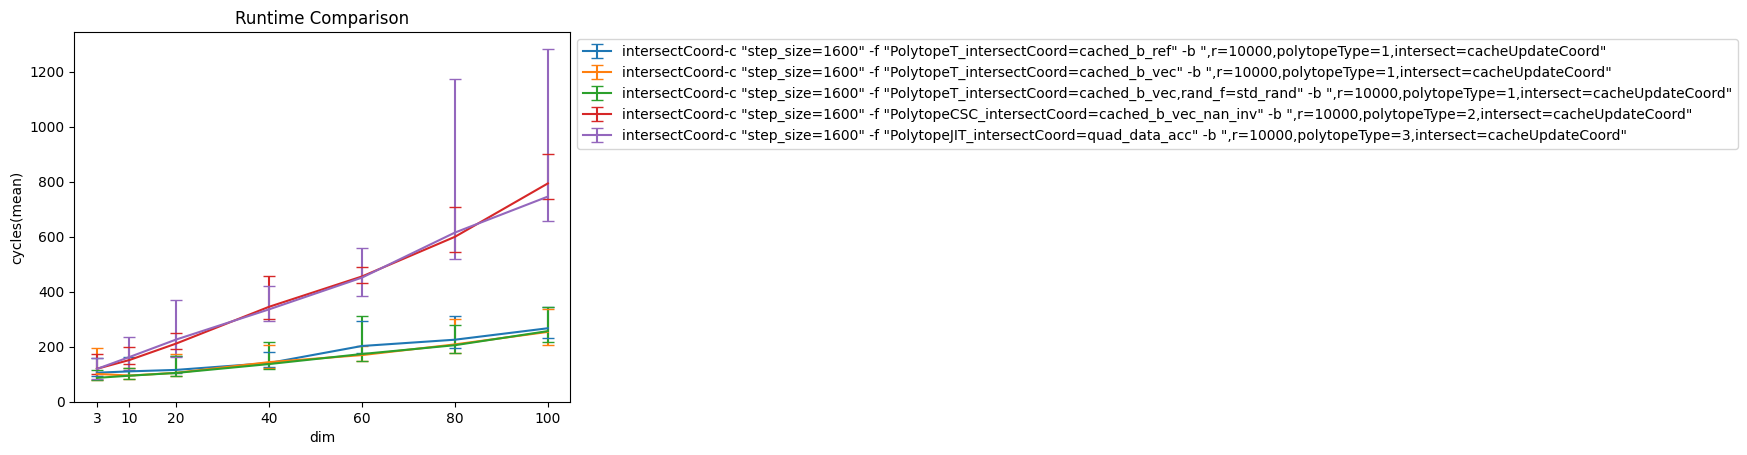 Runtime Comparison
cycles(mean)
1200
1000
800
600
400
200
0
3 10 20 40 60 80 100
dim
intersectCoord-c "step_size=1600" -f "PolytopeT_intersectCoord=cached_b_ref" -b ",r=10000,polytopeType=1,intersect=cacheUpdateCoord"
intersectCoord-c "step_size=1600" -f "PolytopeT_intersectCoord=cached_b_vec" -b ",r=10000,polytopeType=1,intersect=cacheUpdateCoord"
intersectCoord-c "step_size=1600" -f "PolytopeT_intersectCoord=cached_b_vec,rand_f=std_rand" -b ",r=10000,polytopeType=1,intersect=cacheUpdateCoord"
intersectCoord-c "step_size=1600" -f "PolytopeCSC_intersectCoord=cached_b_vec_nan_inv" -b ",r=10000,polytopeType=2,intersect=cacheUpdateCoord"
intersectCoord-c "step_size=1600" -f "PolytopeJIT_intersectCoord=quad_data_acc" -b ",r=10000,polytopeType=3,intersect=cacheUpdateCoord"